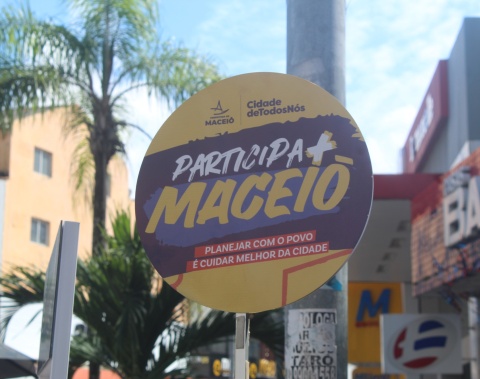 MACEIÓ
Cidade
deTodosNós
PARTICIPA+
MACEIÓ
PLANEJAR COM O POVO
É CUIDAR MELHOR DA CIDADE
BA
M